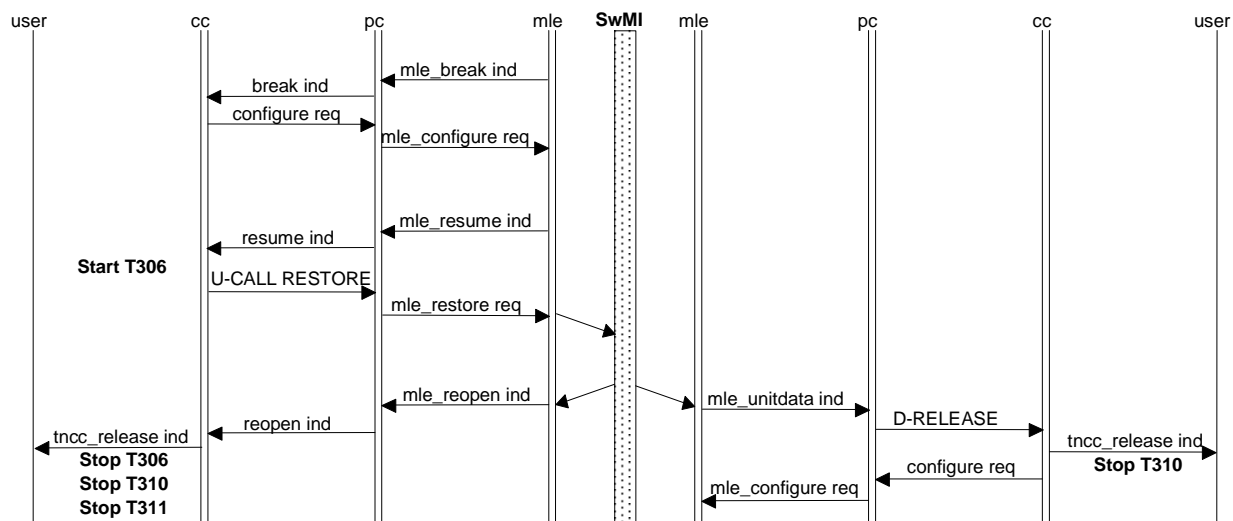 user cc pc mle SwMI mle pc cc user
mle_break ind
break ind
configure req
mle_configure req
mle_resume ind
resume ind
Start T306
U-CALL RESTORE
mle_restore req
mle_reopen ind mle_unitdata ind
reopen ind D-RELEASE
tncc_release ind tncc_release ind
Stop T306 configure req Stop T310
Stop T310 mle_configure req
Stop T311